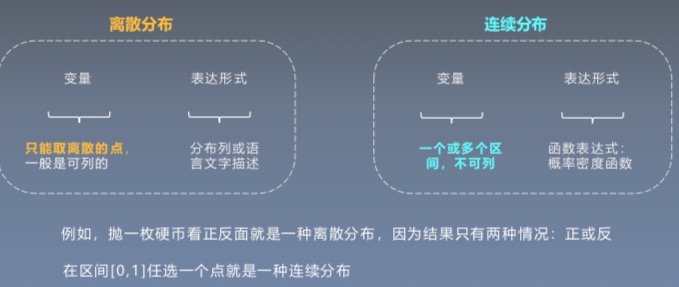 离散分布
变量
表达形式
只能取离散的点，
一般是可列的
分布列或语
言文字描述
连续分布
变量
表达形式
一个或多个区
间，不可列
函数表达式：
概率密度函数
例如，抛一枚硬币看正反面就是一种离散分布，因为结果只有两种情况：正或反
在区间[0,1]任选一个点就是一种连续分布